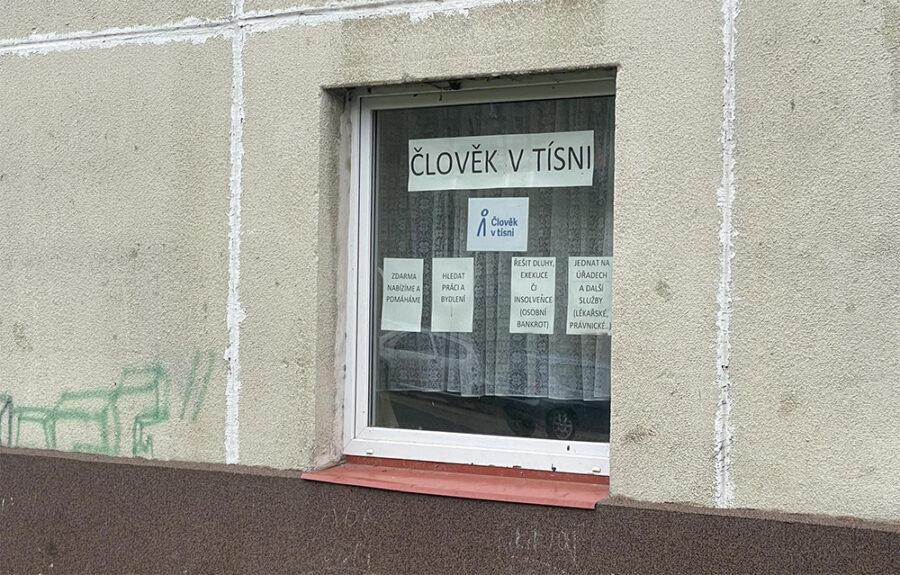 ČLOVĚK V TÍSNI
Člověk
v tísni
ZDARMA
NABÍZÍME A
POMÁHÁME
HLEDAT
PRÁCI A
BYDLENÍ
ŘEŠIT DLUHY,
EXEKUCE
ČI
INSOLVENCE
(OSOBNÍ
BANKROT)
JEDNAT NA
ÚŘADECH
A DALŠÍ
SLUŽBY
(LÉKAŘSKÉ,
PRÁVNICKÉ..)